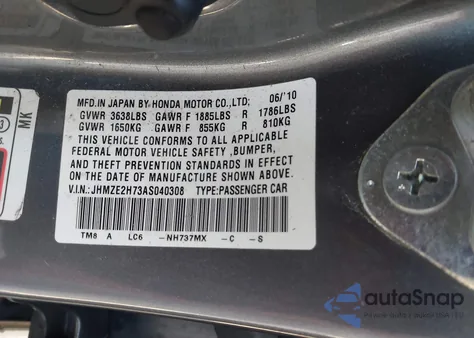 MFD.IN JAPAN BY HONDA MOTOR CO.,LTD; 06/'10
GVWR 3638LBS GAWR F 1885LBS R 1786LBS
GVWR 1650KG GAWR F 855KG R 810KG
THIS VEHICLE CONFORMS TO ALL APPLICABLE
FEDERAL MOTOR VEHICLE SAFETY ,BUMPER,
AND THEFT PREVENTION STANDARDS IN EFFECT
ON THE DATE OF MANUFACTURE SHOWN ABOVE.
V.I.N.: JHMZE2H73AS040308 TYPE:PASSENGER CAR
TM8 A LC6 -NH737MX -C -S
MK
3
autoSnap